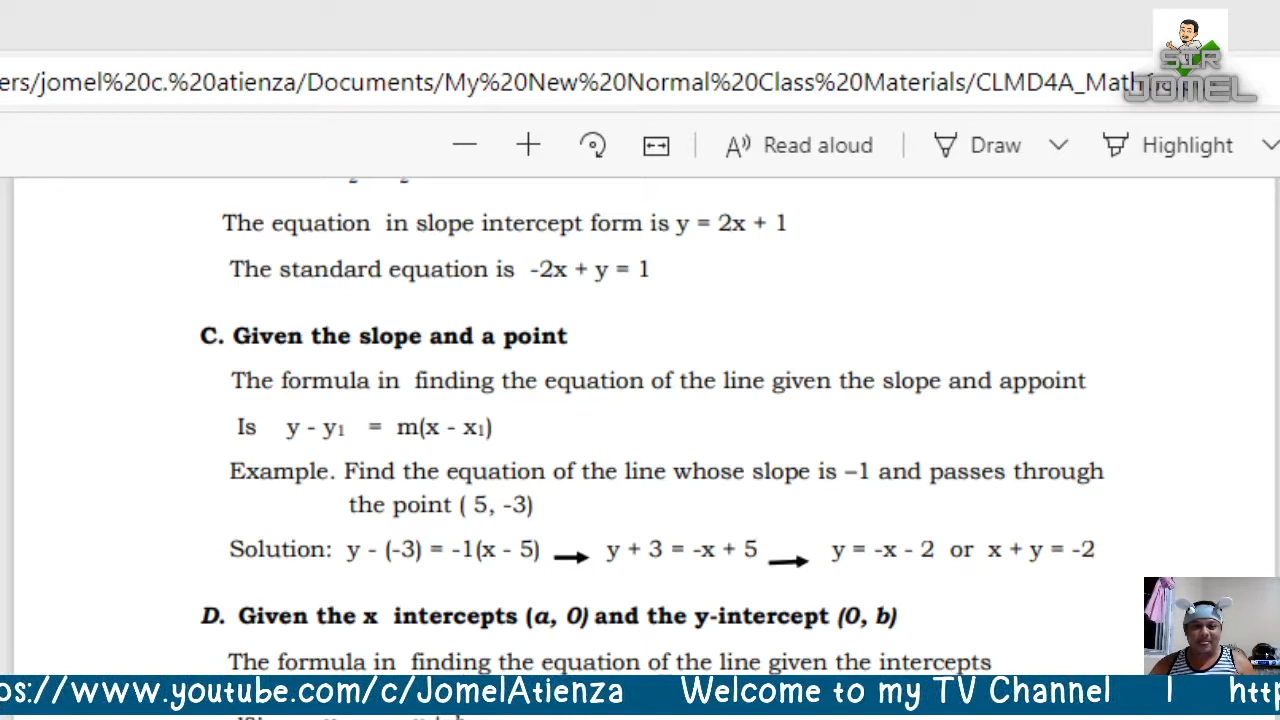 SIR
JOMEL
ers/jomel%20c.%20atienza/Documents/My%20New%20Normal%20Class%20Materials/CLMD4A_Math
Read aloud Draw Highlight
The equation in slope intercept form is y = 2x + 1
The standard equation is -2x + y = 1
C. Given the slope and a point
The formula in finding the equation of the line given the slope and appoint
Is y - y₁ = m(x - x₁)
Example. Find the equation of the line whose slope is –1 and passes through
the point ( 5, -3)
Solution: y - (-3) = -1(x - 5) → y + 3 = -x + 5 → y = -x - 2 or x + y = -2
D. Given the x intercepts (a, 0) and the y-intercept (0, b)
The formula in finding the equation of the line given the intercepts
os://www.youtube.com/c/JomelAtienza Welcome to my TV Channel | http